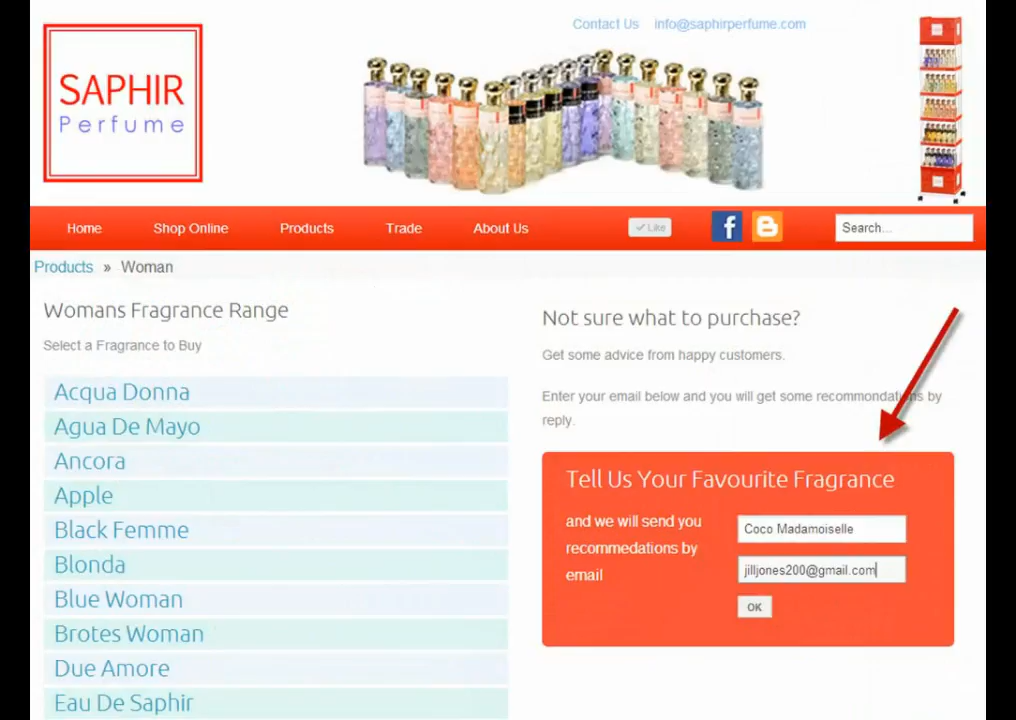 Contact Us info@saphirperfume.com
SAPHIR
Perfume
Home Shop Online Products Trade About Us Like f Search...
Products » Woman
Womans Fragrance Range
Select a Fragrance to Buy
Acqua Donna
Agua De Mayo
Ancora
Apple
Black Femme
Blonda
Blue Woman
Brotes Woman
Due Amore
Eau De Saphir
Not sure what to purchase?
Get some advice from happy customers.
Enter your email below and you will get some recommondations by
reply.
Tell Us Your Favourite Fragrance
and we will send you
recommedations by
email
Coco Madamoiselle
jilljones200@gmail.com
OK